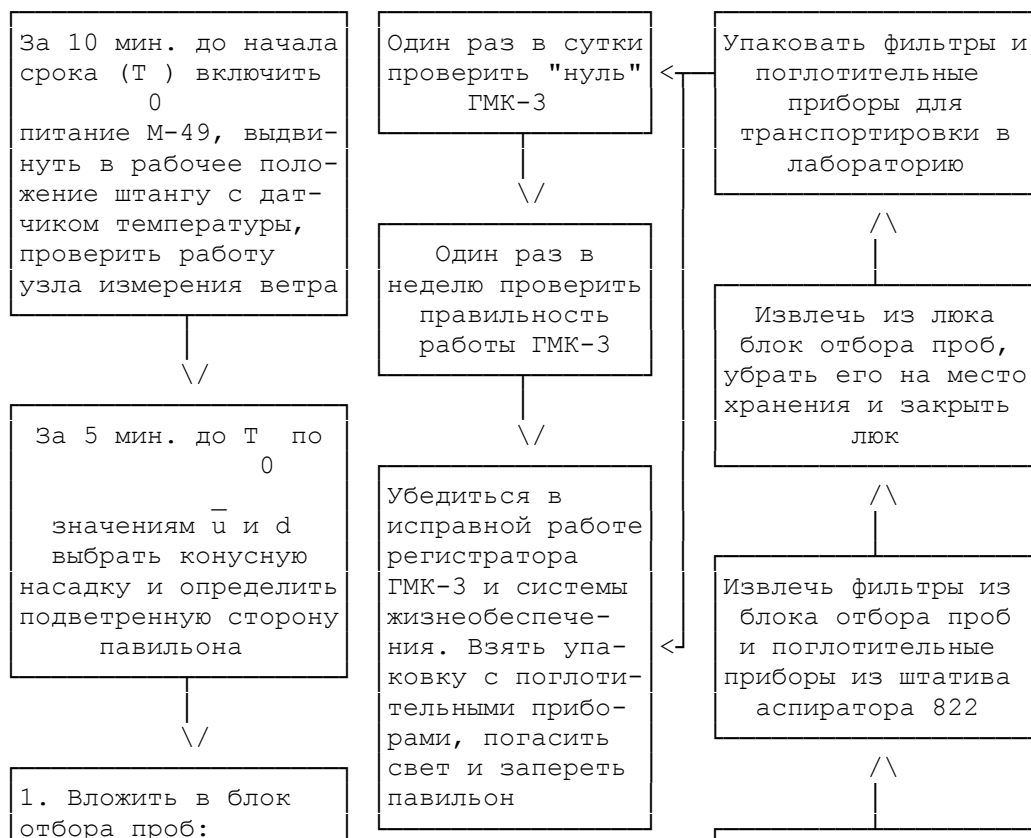 За 10 мин. до начала
срока (T ) включить
0
питание М-49, выдви-
нуть в рабочее поло-
жение штангу с дат-
чиком температуры,
проверить работу
узла измерения ветра
За 5 мин. до T по
0
_
значениям u и d
выбрать конусную
насадку и определить
подветренную сторону
павильона
1. Вложить в блок
отбора проб:
Один раз в сутки
проверить "нуль"
ГМК-3
Один раз в
неделю проверить
правильность
работы ГМК-3
Убедиться в
исправной работе
регистратора
ГМК-3 и системы
жизнеобеспече-
ния. Взять упа-
ковку с поглоти-
тельными прибо-
рами, погасить
свет и запереть
павильон
Упаковать фильтры и
поглотительные
приборы для
транспортировки в
лабораторию
Извлечь из люка
блок отбора проб,
убрать его на место
хранения и закрыть
люк
Извлечь фильтры из
блока отбора проб
и поглотительные
приборы из штатива
аспиратора 822